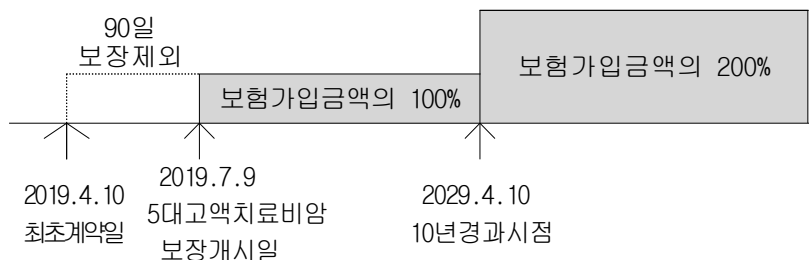 90일
보장제외
보험가입금액의 100%
보험가입금액의 200%
2019.4.10
최초계약일
2019.7.9
5대고액치료비암
보장개시일
2029.4.10
10년경과시점